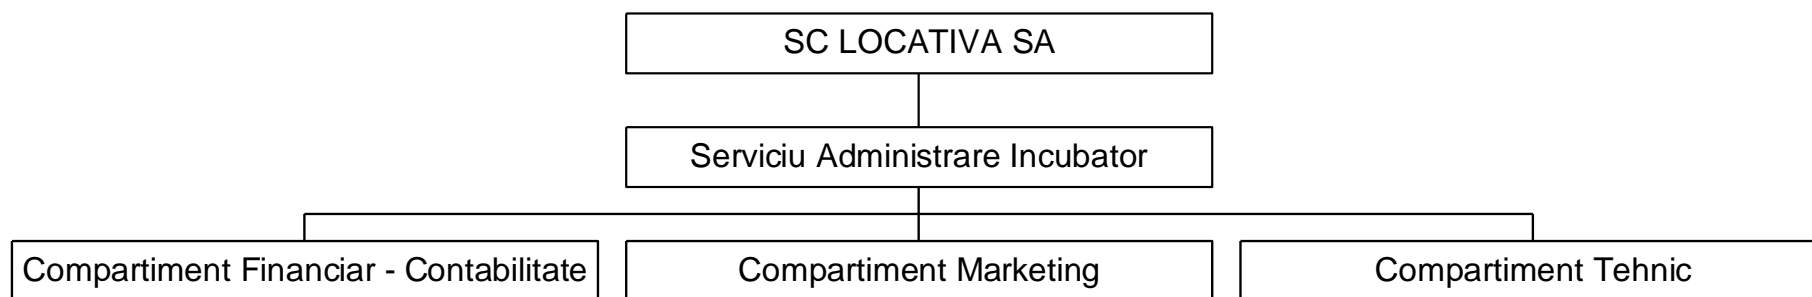 SC LOCATIVA SA
Serviciu Administrare Incubator
Compartiment Financiar - Contabilitate
Compartiment Marketing
Compartiment Tehnic